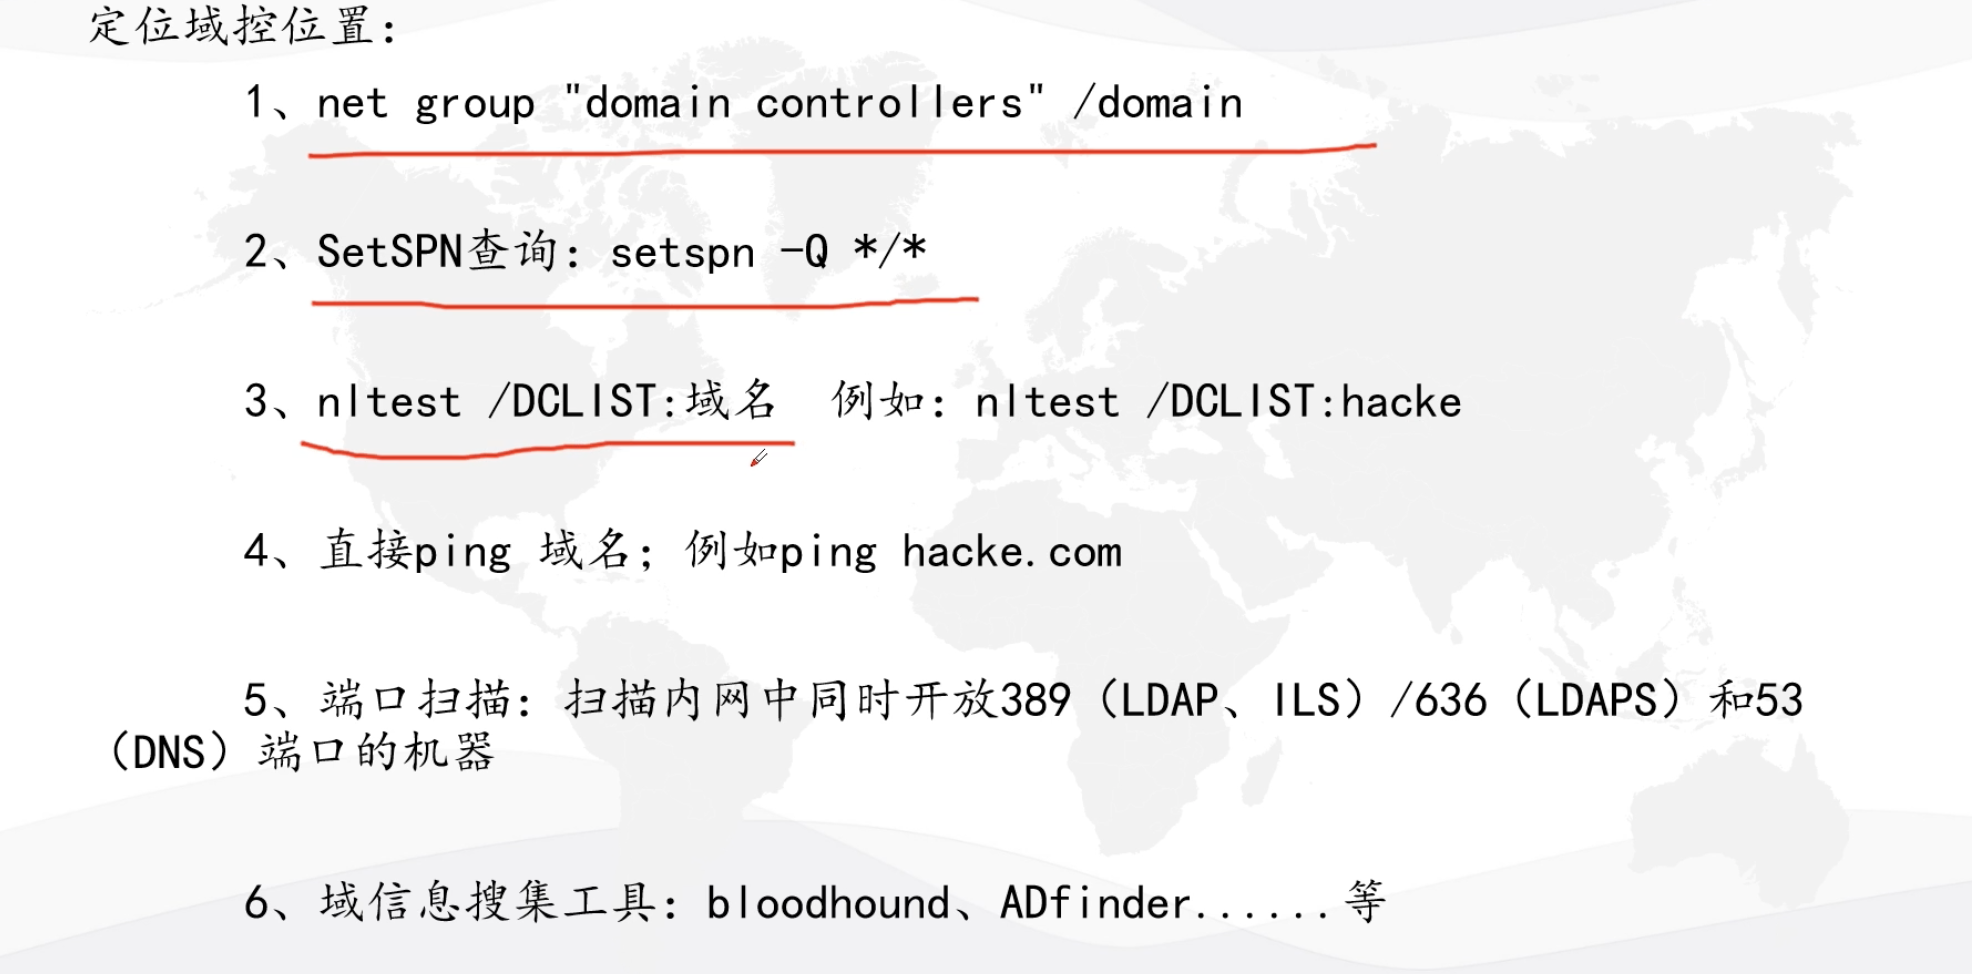 定位域控位置：
1、net group "domain controllers" /domain
2、SetSPN查询：setspn -Q */*
3、nltest /DCLIST:域名 例如：nltest /DCLIST:hacke
4、直接ping 域名；例如ping hacke.com
5、端口扫描：扫描内网中同时开放389（LDAP、ILS）/636（LDAPS）和53
（DNS）端口的机器
6、域信息搜集工具：bloodhound、ADfinder......等